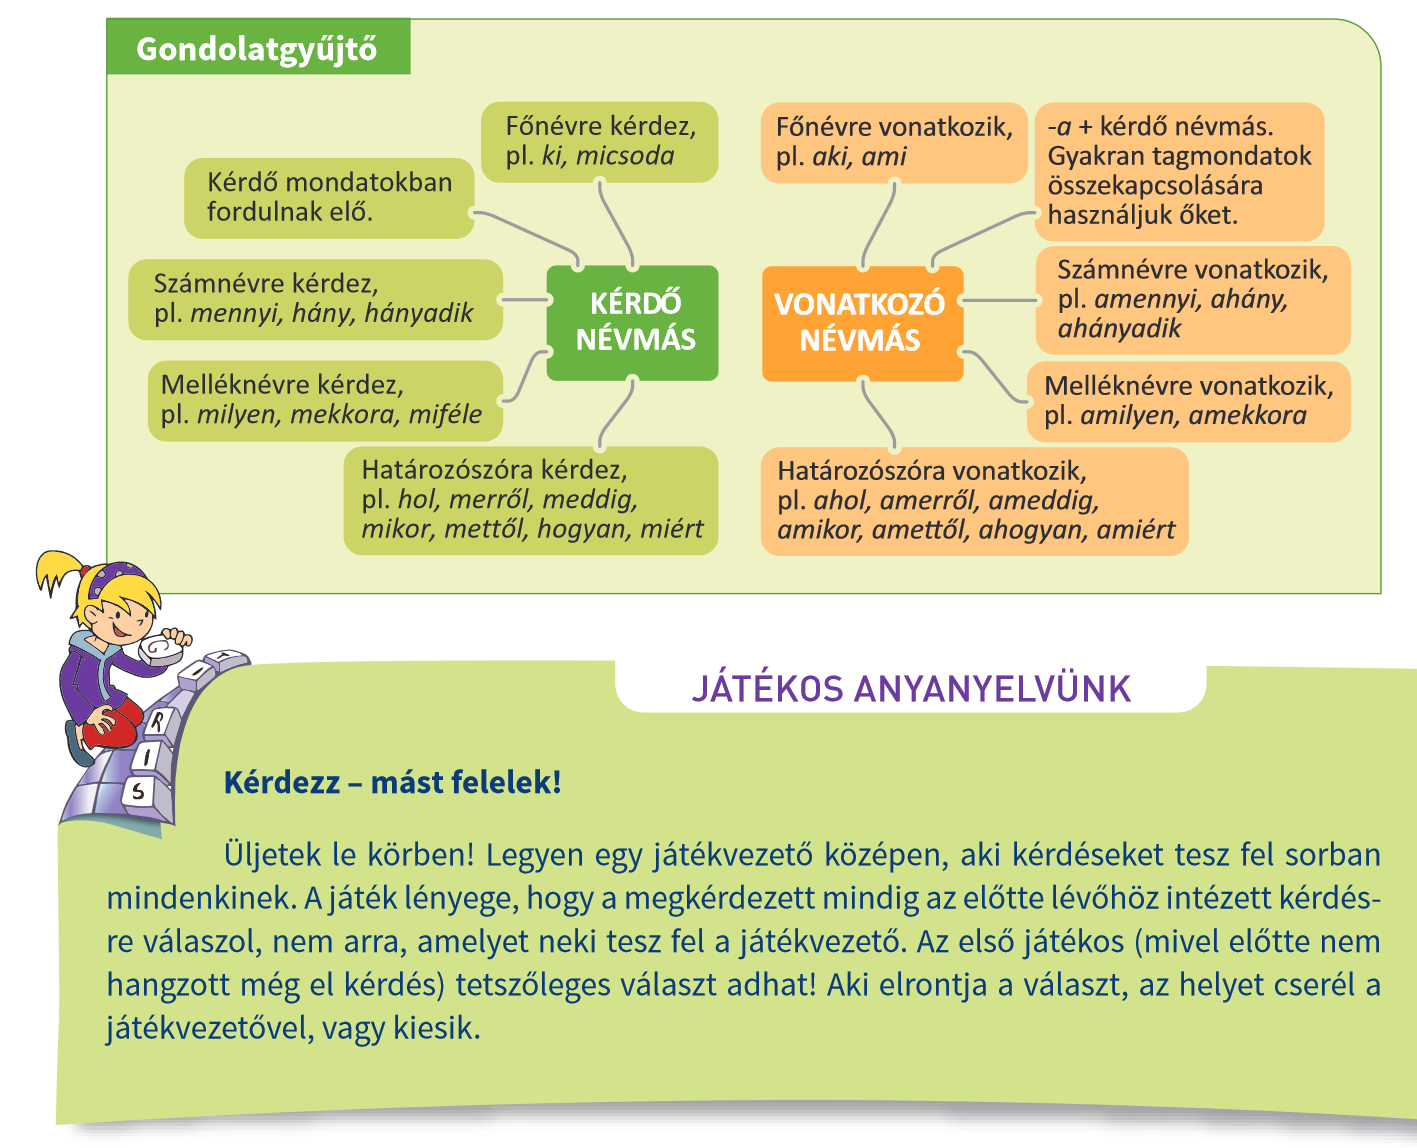 Gondolatgyűjtő
Főnévre kérdez,
pl. ki, micsoda
Kérdő mondatokban
fordulnak elő.
Számnévre kérdez,
pl. mennyi, hány, hányadik
Melléknévre kérdez,
pl. milyen, mekkora, miféle
Határozószóra kérdez,
pl. hol, merről, meddig,
mikor, mettől, hogyan, miért
KÉRDŐ
NÉVMÁS
Főnévre vonatkozik,
pl. aki, ami
-a + kérdő névmás.
Gyakran tagmondatok
összekapcsolására
használjuk őket.
VONATKOZÓ
NÉVMÁS
Számnévre vonatkozik,
pl. amennyi, ahány,
ahányadik
Melléknévre vonatkozik,
pl. amilyen, amekkora
Határozószóra vonatkozik,
pl. ahol, amerről, ameddig,
amikor, amettől, ahogyan, amiért
G
T
I
R
I
S
JÁTÉKOS ANYANYELVÜNK
Kérdezz – mást felelek!
Üljetek le körben! Legyen egy játékvezető középen, aki kérdéseket tesz fel sorban
mindenkinek. A játék lényege, hogy a megkérdezett mindig az előtte lévőhöz intézett kérdés-
re válaszol, nem arra, amelyet neki tesz fel a játékvezető. Az első játékos (mivel előtte nem
hangzott még el kérdés) tetszőleges választ adhat! Aki elrontja a választ, az helyet cserél a
játékvezetővel, vagy kiesik.